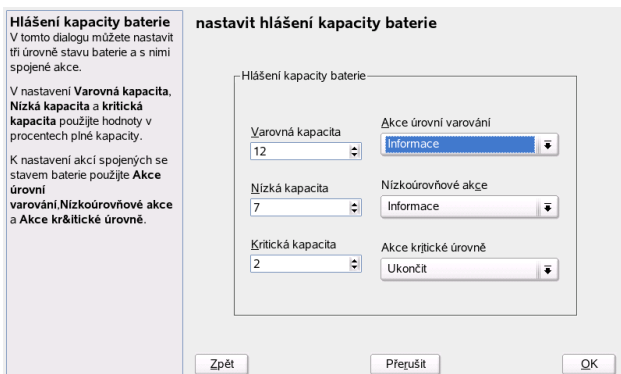 Hlášení kapacity baterie
V tomto dialogu můžete nastavit
tři úrovně stavu baterie a s nimi
spojené akce.
V nastavení Varovná kapacita,
Nízká kapacita a kritická
kapacita použijte hodnoty v
procentech plné kapacity.
K nastavení akcí spojených se
stavem baterie použijte Akce
úrovní
varování,Nízkoúrovňové akce
a Akce kr&itické úrovně.
nastavit hlášení kapacity baterie
Hlášení kapacity baterie
Varovná kapacita
12
Akce úrovní varování
Informace
Nízká kapacita
7
Nízkoúrovňové akce
Informace
Kritická kapacita
2
Akce kritické úrovně
Ukončit
Zpět
Přerušit
OK